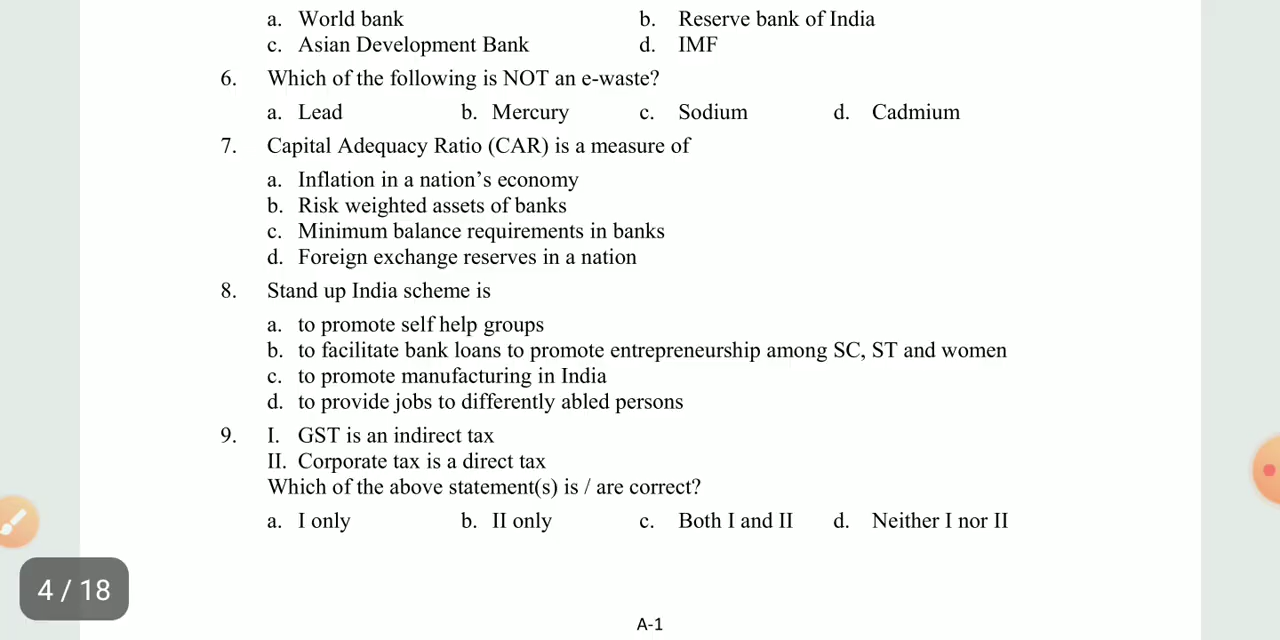 a. World bank b. Reserve bank of India
c. Asian Development Bank d. IMF
6. Which of the following is NOT an e-waste?
a. Lead b. Mercury c. Sodium d. Cadmium
7. Capital Adequacy Ratio (CAR) is a measure of
a. Inflation in a nation’s economy
b. Risk weighted assets of banks
c. Minimum balance requirements in banks
d. Foreign exchange reserves in a nation
8. Stand up India scheme is
a. to promote self help groups
b. to facilitate bank loans to promote entrepreneurship among SC, ST and women
c. to promote manufacturing in India
d. to provide jobs to differently abled persons
9. I. GST is an indirect tax
II. Corporate tax is a direct tax
Which of the above statement(s) is / are correct?
a. I only b. II only c. Both I and II d. Neither I nor II
4 / 18
A-1